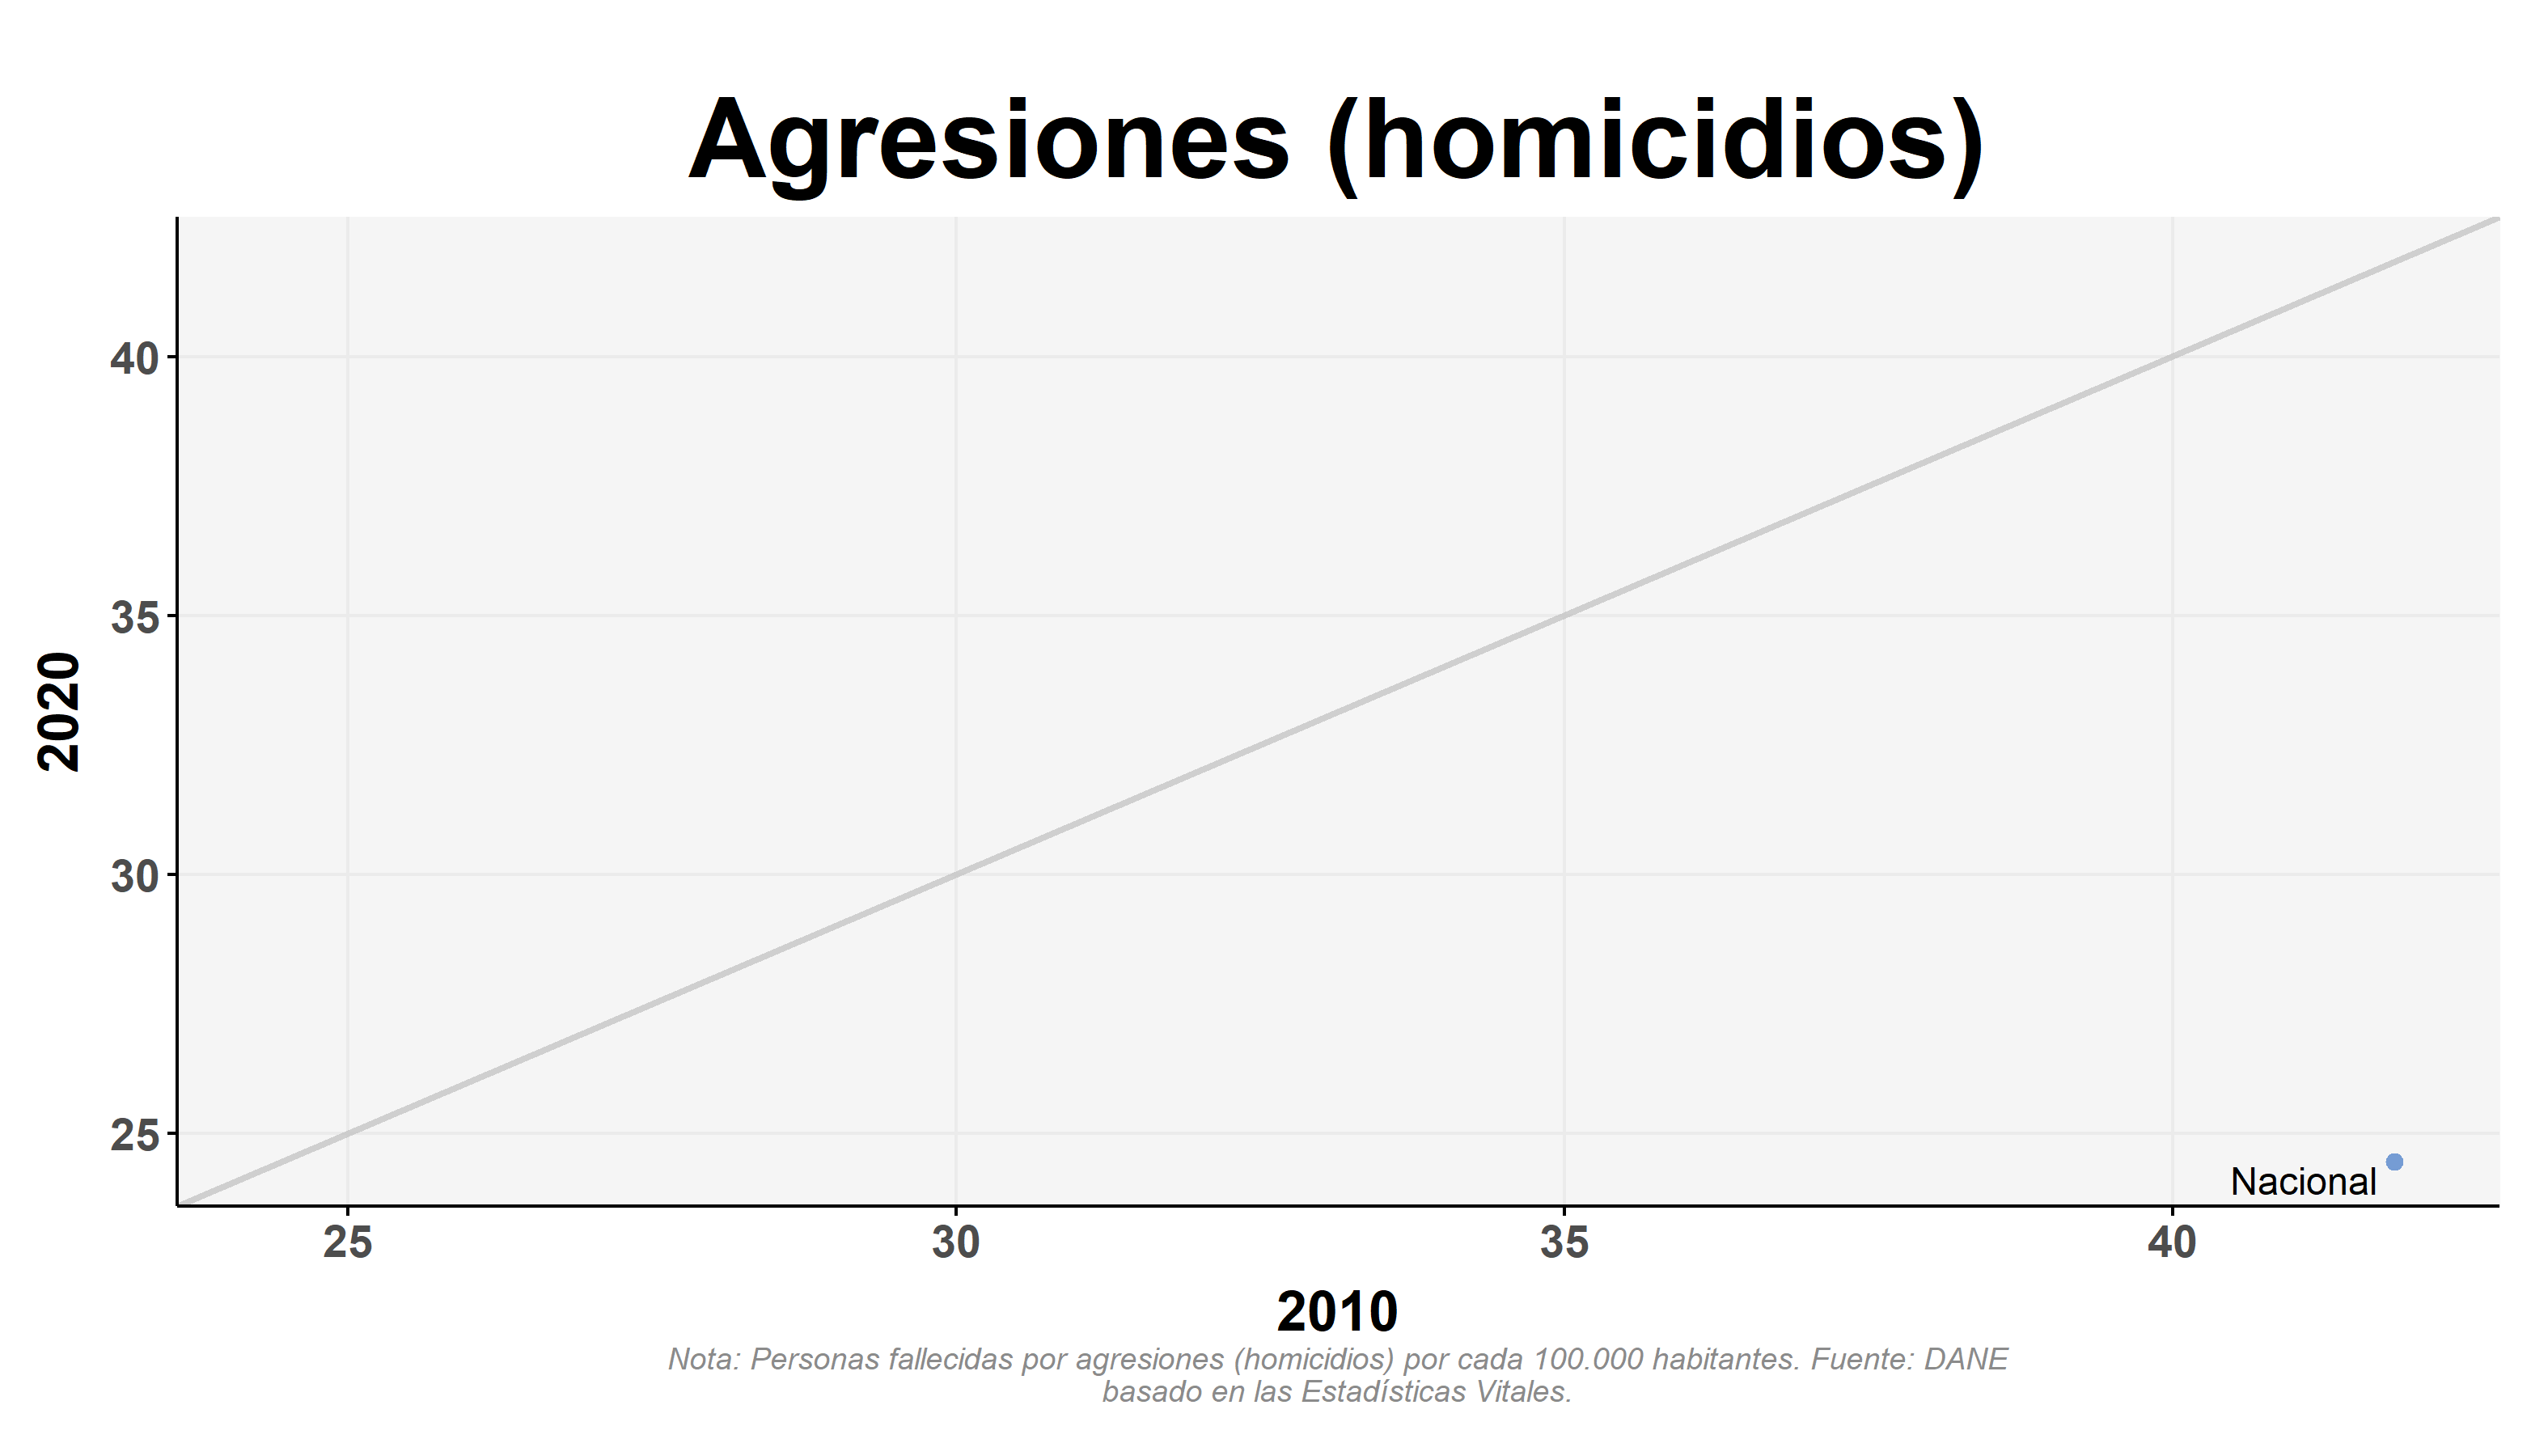 Agresiones (homicidios)
2020
40
35
30
25
Nacional
25
30
35
40
2010
Nota: Personas fallecidas por agresiones (homicidios) por cada 100.000 habitantes. Fuente: DANE
basado en las Estadísticas Vitales.